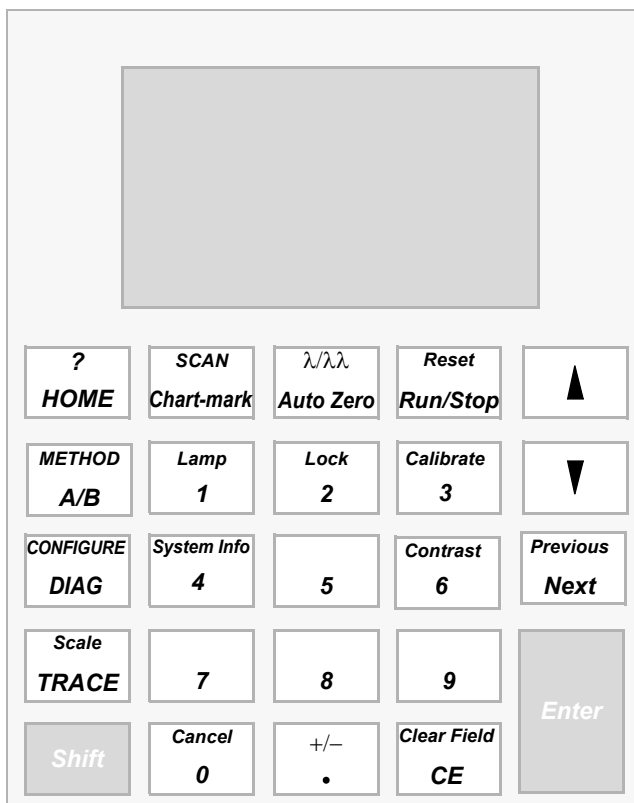 ? SCAN λ/λλ Reset
HOME Chart-mark Auto Zero Run/Stop
METHOD Lamp Lock Calibrate
A/B 1 2 3
CONFIGURE System Info Contrast Previous
DIAG 4 5 6 Next
Scale
TRACE 7 8 9
Enter
Shift
Cancel +/− Clear Field
0 . CE